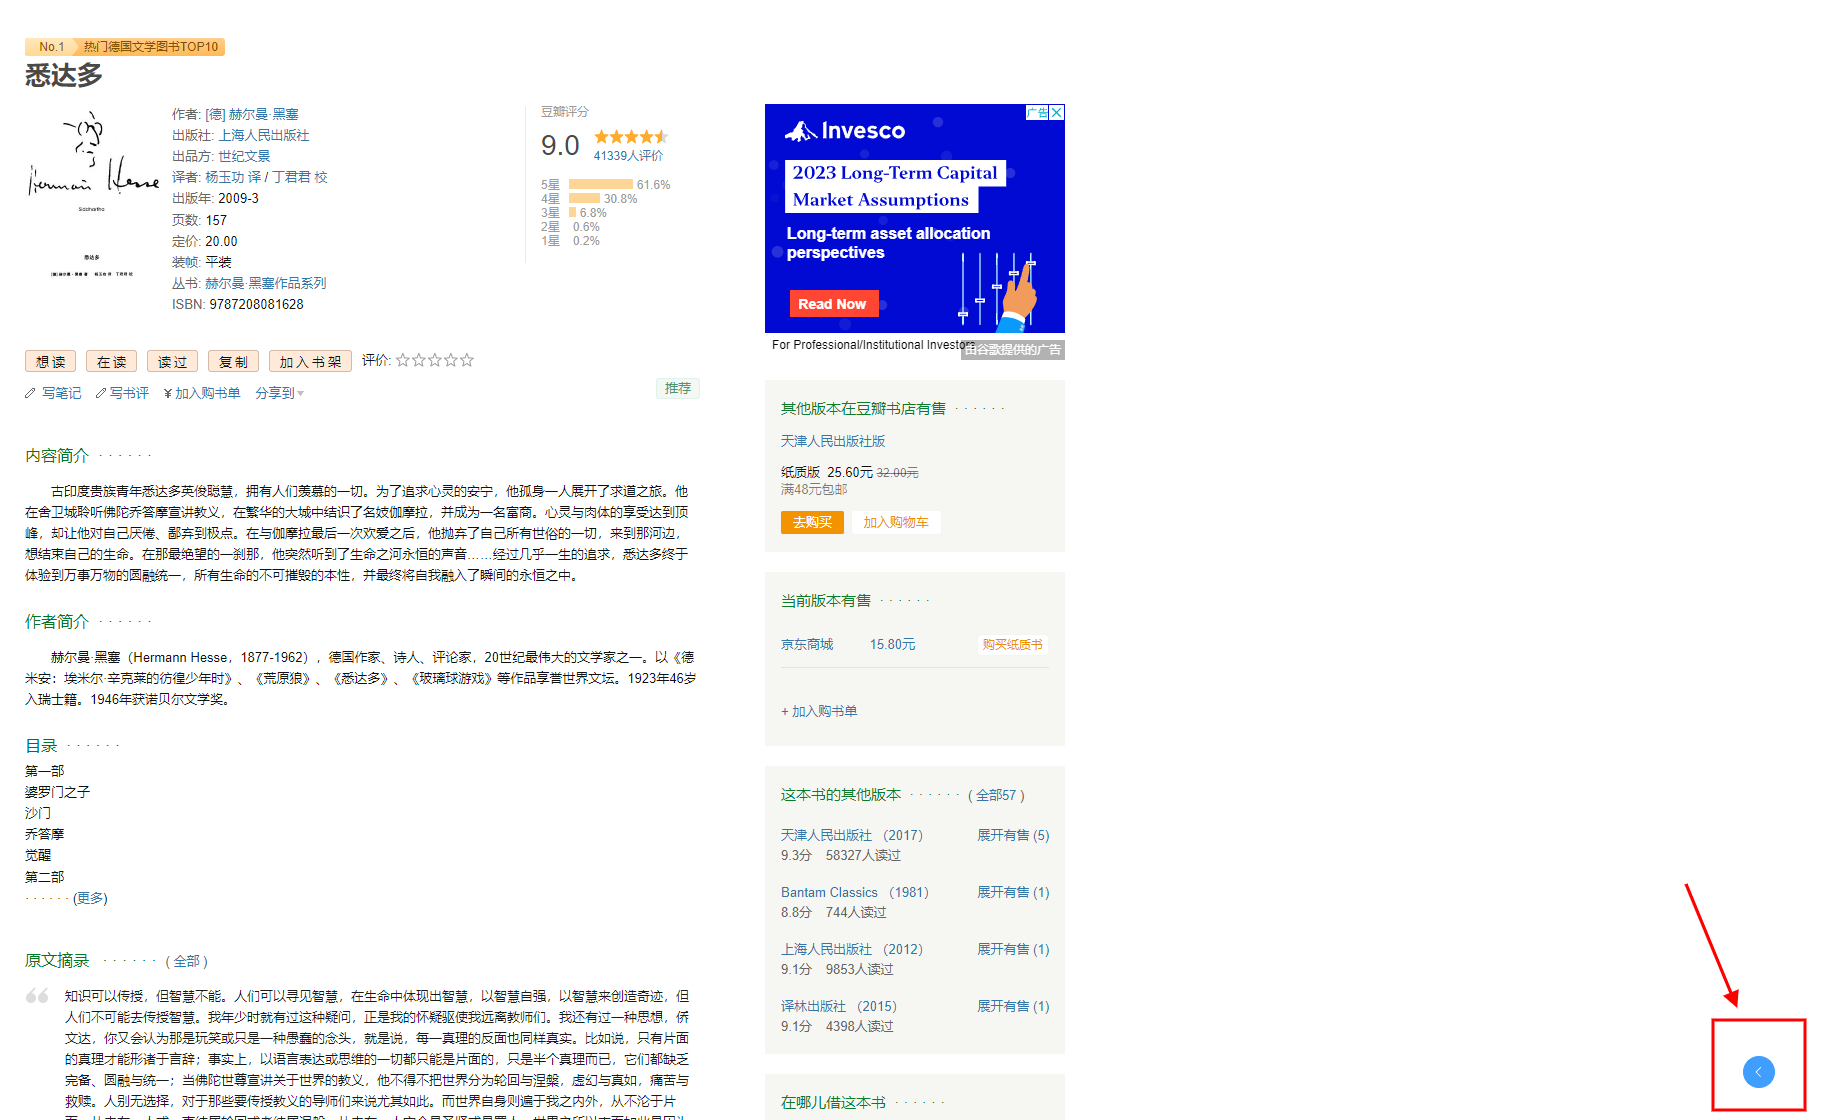 No.1 热门德国文学图书TOP10
悉达多
Hermann Hesse
Siddhartha
悉达多
作者: [德] 赫尔曼·黑塞
出版社: 上海人民出版社
出品方: 世纪文景
译者: 杨玉功 译 / 丁君君 校
出版年: 2009-3
页数: 157
定价: 20.00
装帧: 平装
丛书: 赫尔曼·黑塞作品系列
ISBN: 9787208081628
豆瓣评分
9.0
41339人评价
5星 61.6%
4星 30.8%
3星 6.8%
2星 0.6%
1星 0.2%
想读 在读 读过 复制 加入书架 评价:
写笔记 写书评 ¥加入购书单 分享到
推荐
内容简介 · · · · · ·
古印度贵族青年悉达多英俊聪慧，拥有人们羡慕的一切。为了追求心灵的安宁，他孤身一人展开了求道之旅。他
在舍卫城聆听佛陀乔答摩宣讲教义，在繁华的大城中结识了名妓伽摩拉，并成为一名富商。心灵与肉体的享受达到顶
峰，却让他对自己厌倦、鄙弃到极点。在与伽摩拉最后一次欢爱之后，他抛弃了自己所有世俗的一切，来到那河边，
想结束自己的生命。在那最绝望的一刹那，他突然听到了生命之河永恒的声音……经过几乎一生的追求，悉达多终于
体验到万事万物的圆融统一，所有生命的不可摧毁的本性，并最终将自我融入了瞬间的永恒之中。
作者简介 · · · · · ·
赫尔曼·黑塞（Hermann Hesse，1877-1962），德国作家、诗人、评论家，20世纪最伟大的文学家之一。以《德
米安：埃米尔·辛克莱的彷徨少年时》、《荒原狼》、《悉达多》、《玻璃球游戏》等作品享誉世界文坛。1923年46岁
入瑞士籍。1946年获诺贝尔文学奖。
目录 · · · · · ·
第一部
婆罗门之子
沙门
乔答摩
觉醒
第二部
· · · · · · (更多)
原文摘录 · · · · · · ( 全部 )
知识可以传授，但智慧不能。人们可以寻见智慧，在生命中体现出智慧，以智慧自强，以智慧来创造奇迹，但
人们不可能去传授智慧。我年少时就有过这种疑问，正是我的怀疑驱使我远离教师们。我还有过一种思想，侨
文达，你又会认为那是玩笑或只是一种愚蠢的念头，就是说，每一真理的反面也同样真实。比如说，只有片面
的真理才能形诸于言辞；事实上，以语言表达或思维的一切都只能是片面的，只是半个真理而已，它们都缺乏
完备、圆融与统一；当佛陀世尊宣讲关于世界的教义，他不得不把世界分为轮回与涅槃，虚幻与真如，痛苦与
救赎。人别无选择，对于那些要传授教义的导师们来说尤其如此。而世界自身则遍于我之内外，从不沦于片
广告
Invesco
2023 Long-Term Capital
Market Assumptions
Long-term asset allocation
perspectives
Read Now
For Professional/Institutional Investors
由谷歌提供的广告
其他版本在豆瓣书店有售 · · · · · ·
天津人民出版社版
纸质版 25.60元 32.00元
满48元包邮
去购买 加入购物车
当前版本有售 · · · · · ·
京东商城 15.80元 购买纸质书
+ 加入购书单
这本书的其他版本 · · · · · · ( 全部57 )
天津人民出版社 （2017） 展开有售 (5)
9.3分 58327人读过
Bantam Classics （1981） 展开有售 (1)
8.8分 744人读过
上海人民出版社 （2012） 展开有售 (1)
9.1分 9853人读过
译林出版社 （2015） 展开有售 (1)
9.1分 4398人读过
在哪儿借这本书 · · · · · ·